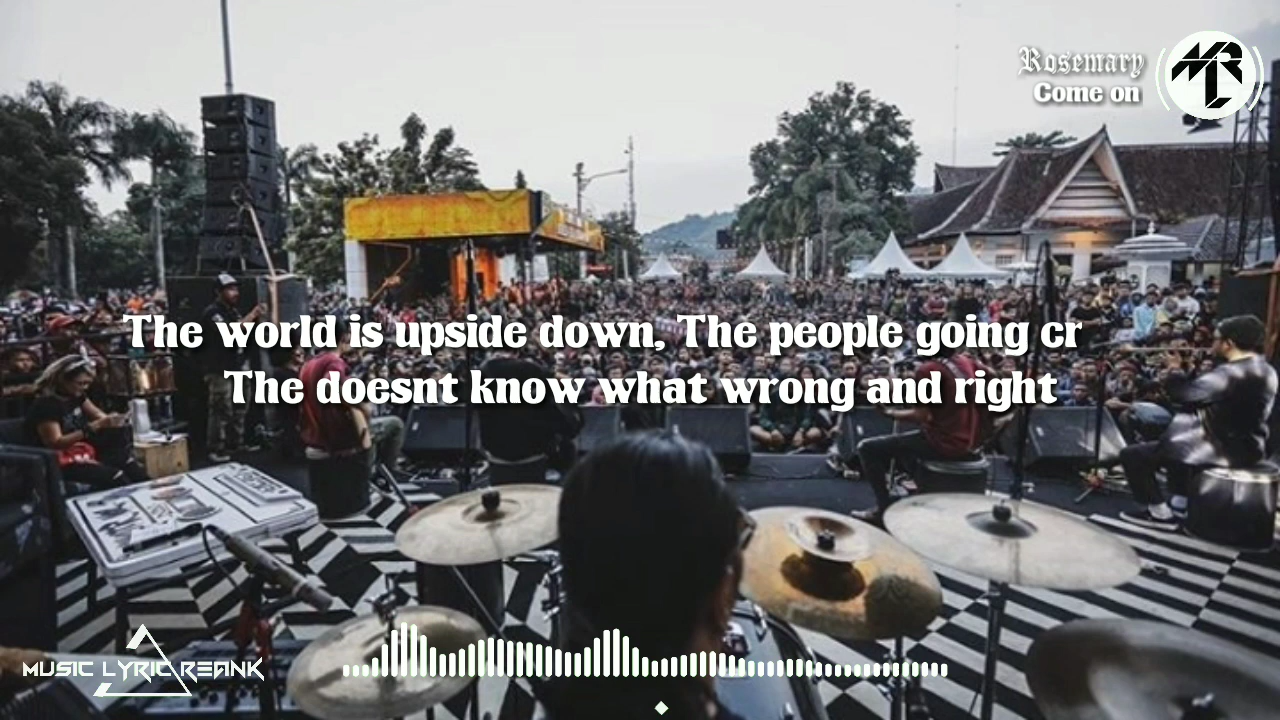 Rosemary
Come on
The world is upside down, The people going cr
The doesnt know what wrong and right
MUSIC LYRIC REANK